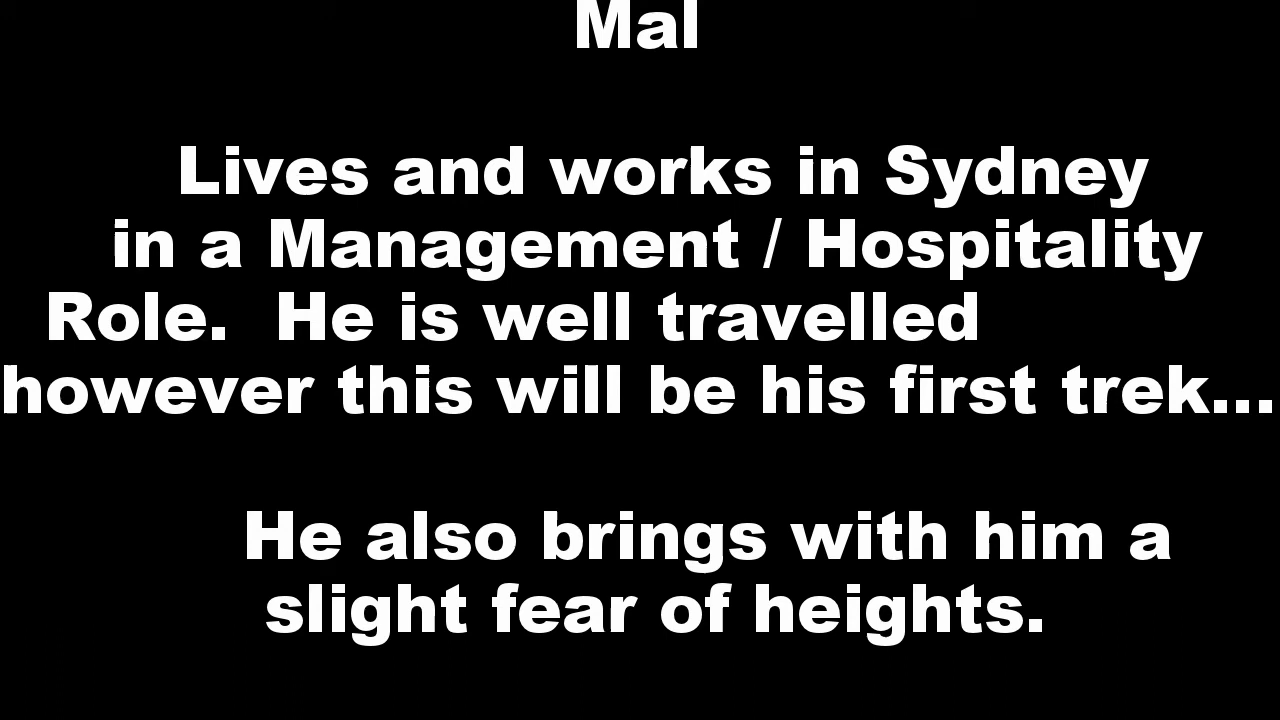 Mal
Lives and works in Sydney
in a Management / Hospitality
Role.  He is well travelled
however this will be his first trek...
He also brings with him a
slight fear of heights.